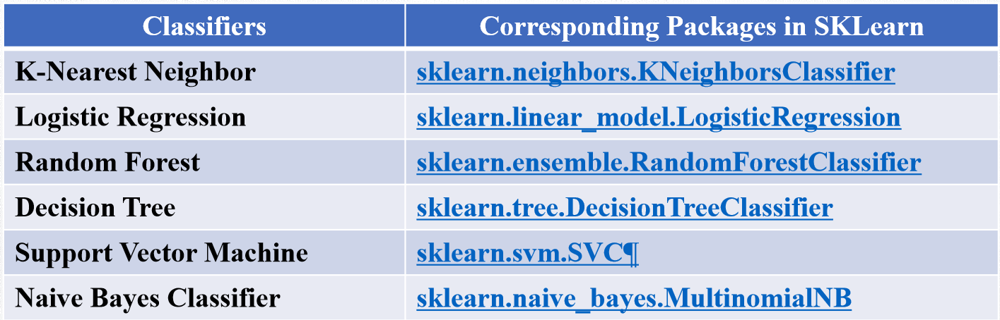 Classifiers Corresponding Packages in SKLearn
K-Nearest Neighbor sklearn.neighbors.KNeighborsClassifier
Logistic Regression sklearn.linear_model.LogisticRegression
Random Forest sklearn.ensemble.RandomForestClassifier
Decision Tree sklearn.tree.DecisionTreeClassifier
Support Vector Machine sklearn.svm.SVC¶
Naive Bayes Classifier sklearn.naive_bayes.MultinomialNB